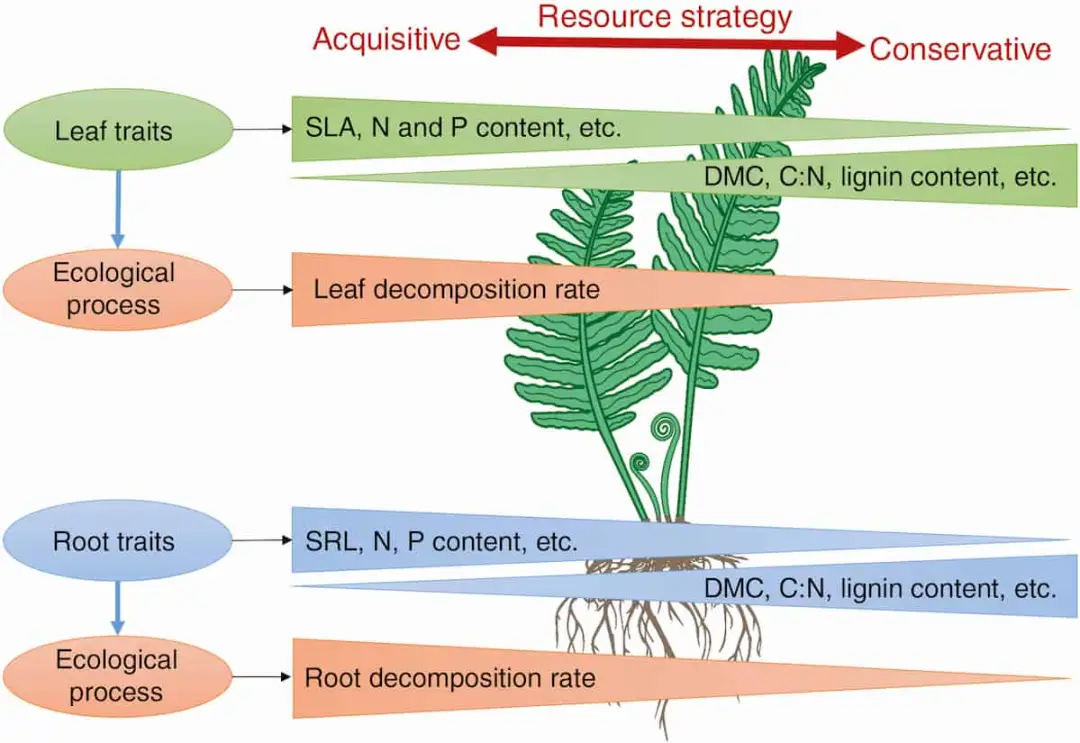 Resource strategy
Acquisitive
Conservative
Leaf traits
SLA, N and P content, etc.
DMC, C:N, lignin content, etc.
Ecological
process
Leaf decomposition rate
Root traits
SRL, N, P content, etc.
DMC, C:N, lignin content, etc.
Ecological
process
Root decomposition rate